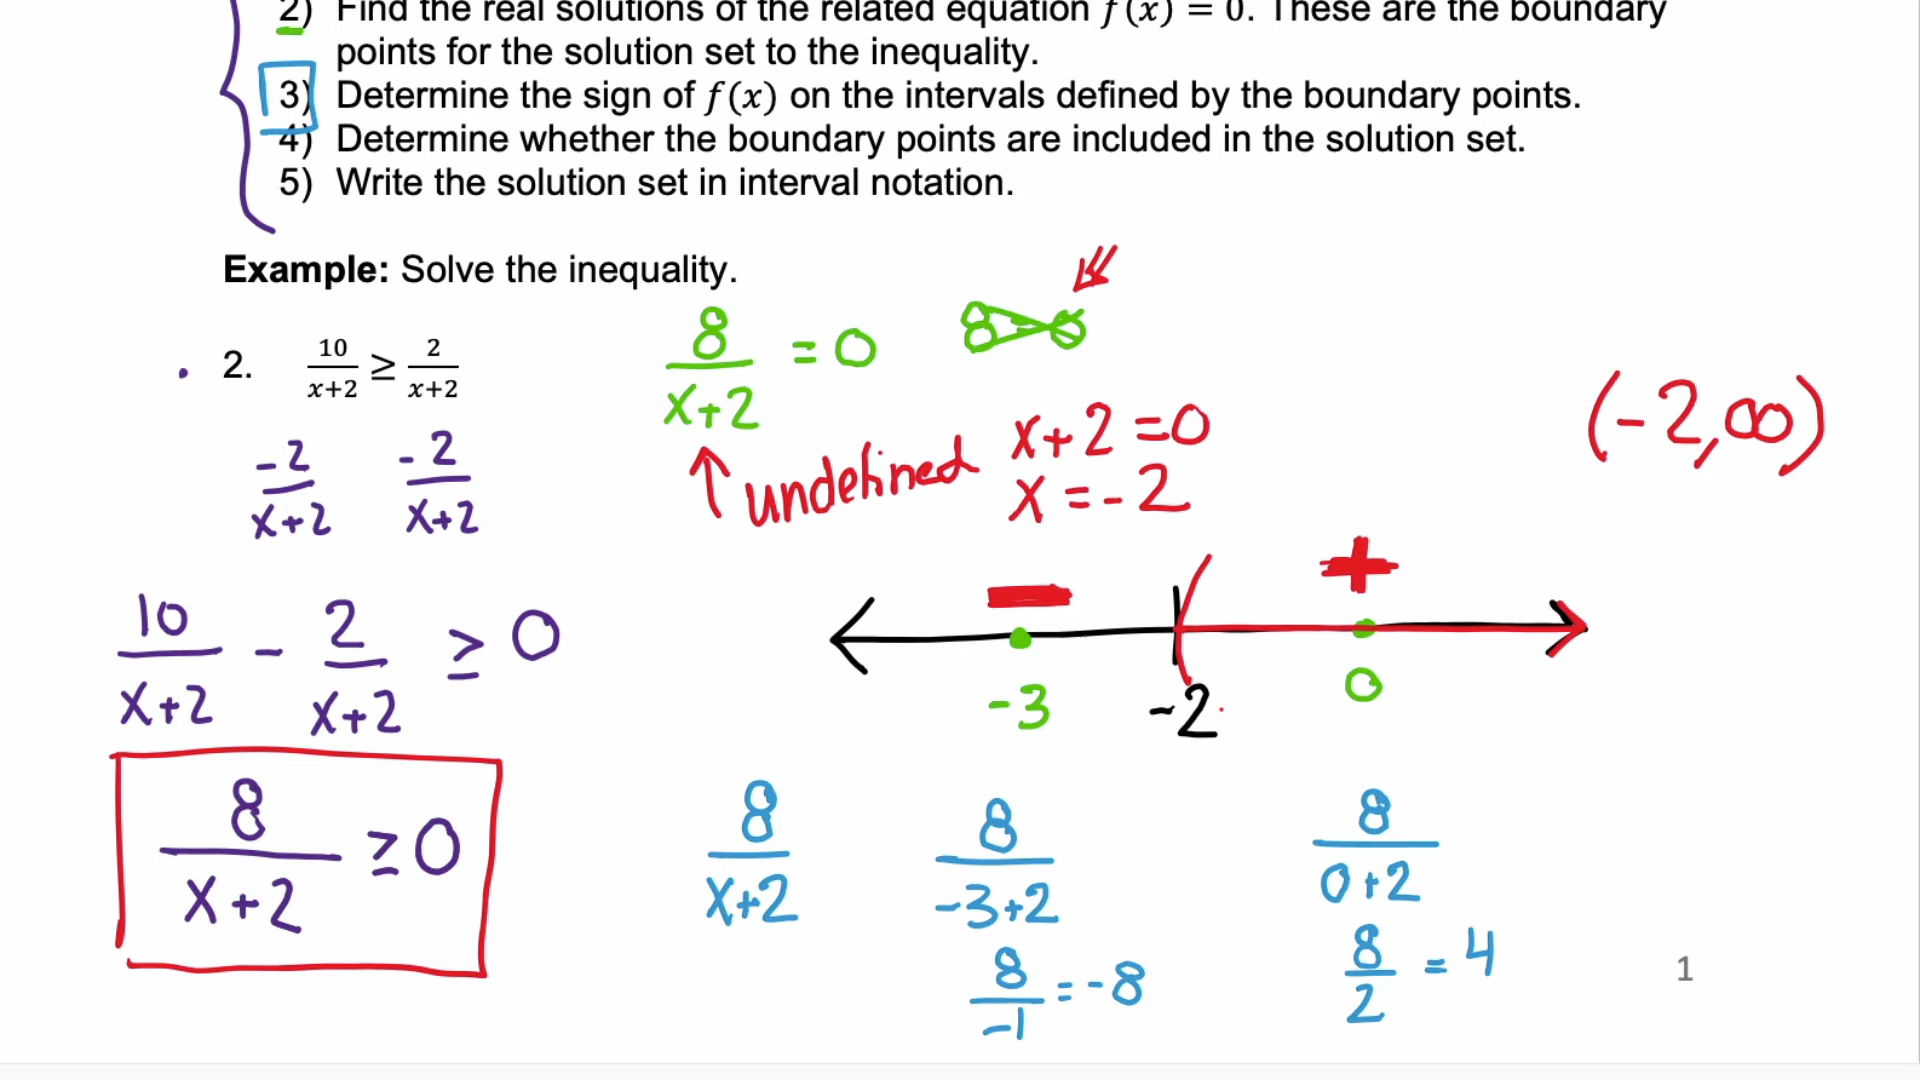 2) Find the real solutions of the related equation f(x) = 0. These are the boundary
points for the solution set to the inequality.
3) Determine the sign of f(x) on the intervals defined by the boundary points.
4) Determine whether the boundary points are included in the solution set.
5) Write the solution set in interval notation.
Example: Solve the inequality.
2. 10/x+2 ≥ 2/x+2
-2/x+2 -2/x+2
10/x+2 - 2/x+2 ≥ 0
8/x+2 ≥ 0
8/x+2 = 0
8=0
↑ undefined
x+2=0
x=-2
(-2,∞)
− +
-3 -2 0
8/x+2
8/-3+2
8/-1 = -8
8/0+2
8/2 = 4
1